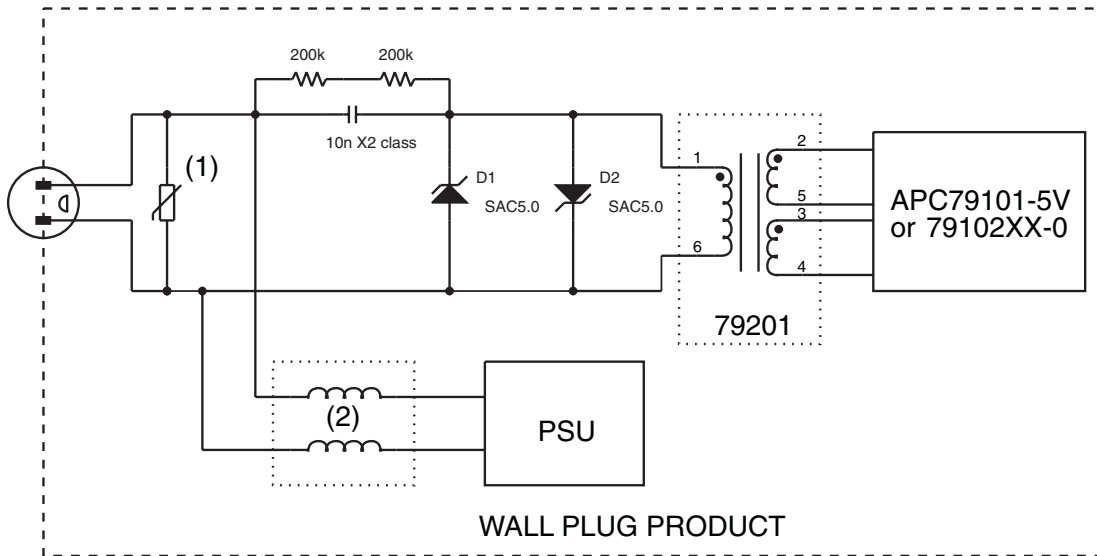 200k 200k
10n X2 class
(1)
D1
SAC5.0
D2
SAC5.0
1
6
2
5
3
4
79201
APC79101-5V
or 79102XX-0
(2)
PSU
WALL PLUG PRODUCT